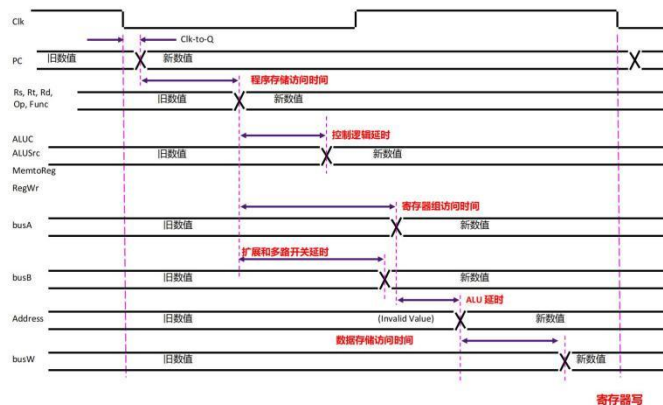 Clk
Clk-to-Q
PC 旧数值 新数值
程序存储访问时间
Rs, Rt, Rd,
Op, Func 旧数值 新数值
控制逻辑延时
ALUC
ALUSrc 旧数值 新数值
MemtoReg
RegWr
寄存器组访问时间
busA 旧数值 新数值
扩展和多路开关延时
busB 旧数值 新数值
ALU 延时
Address 旧数值 (Invalid Value) 新数值
数据存储访问时间
busW 旧数值 新数值
寄存器写